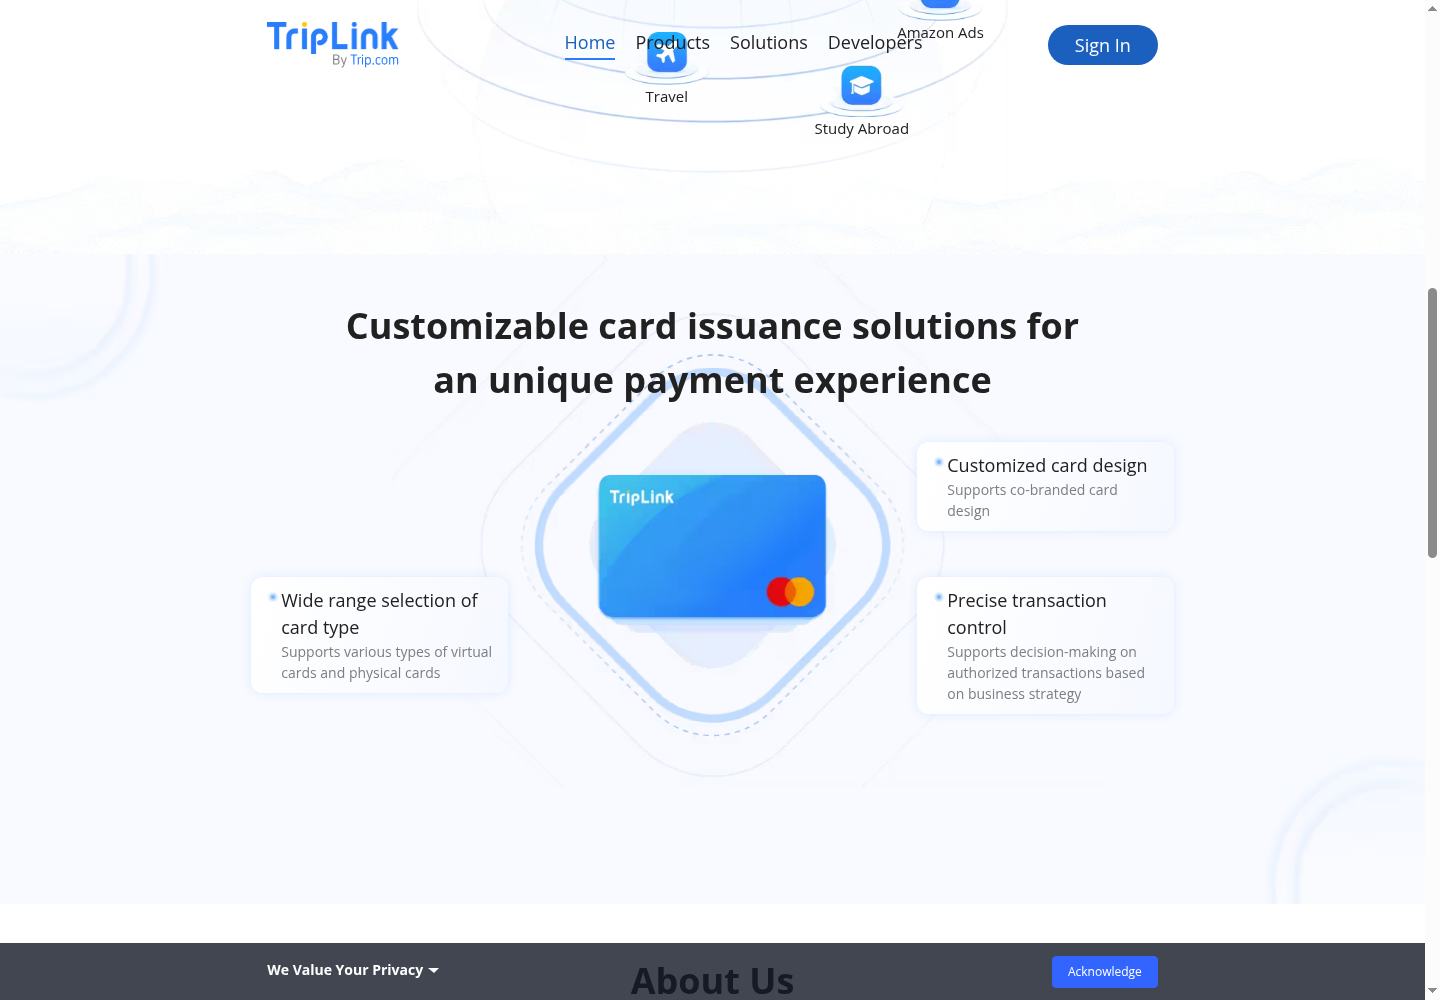 TripLink
By Trip.com
Home
Products
Solutions
Developers
Sign In
Amazon Ads
Travel
Study Abroad
Customizable card issuance solutions for
an unique payment experience
TripLink
Customized card design
Supports co-branded card
design
Wide range selection of
card type
Supports various types of virtual
cards and physical cards
Precise transaction
control
Supports decision-making on
authorized transactions based
on business strategy
We Value Your Privacy
About Us
Acknowledge